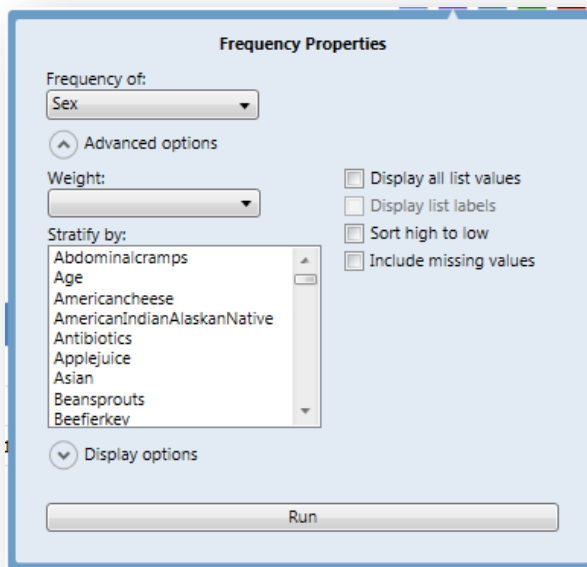 Frequency Properties
Frequency of:
Sex
Advanced options
Weight:
Display all list values
Display list labels
Sort high to low
Include missing values
Stratify by:
Abdominalcramps
Age
Americancheese
AmericanIndianAlaskanNative
Antibiotics
Applejuice
Asian
Beansprouts
Beefierkey
Display options
Run